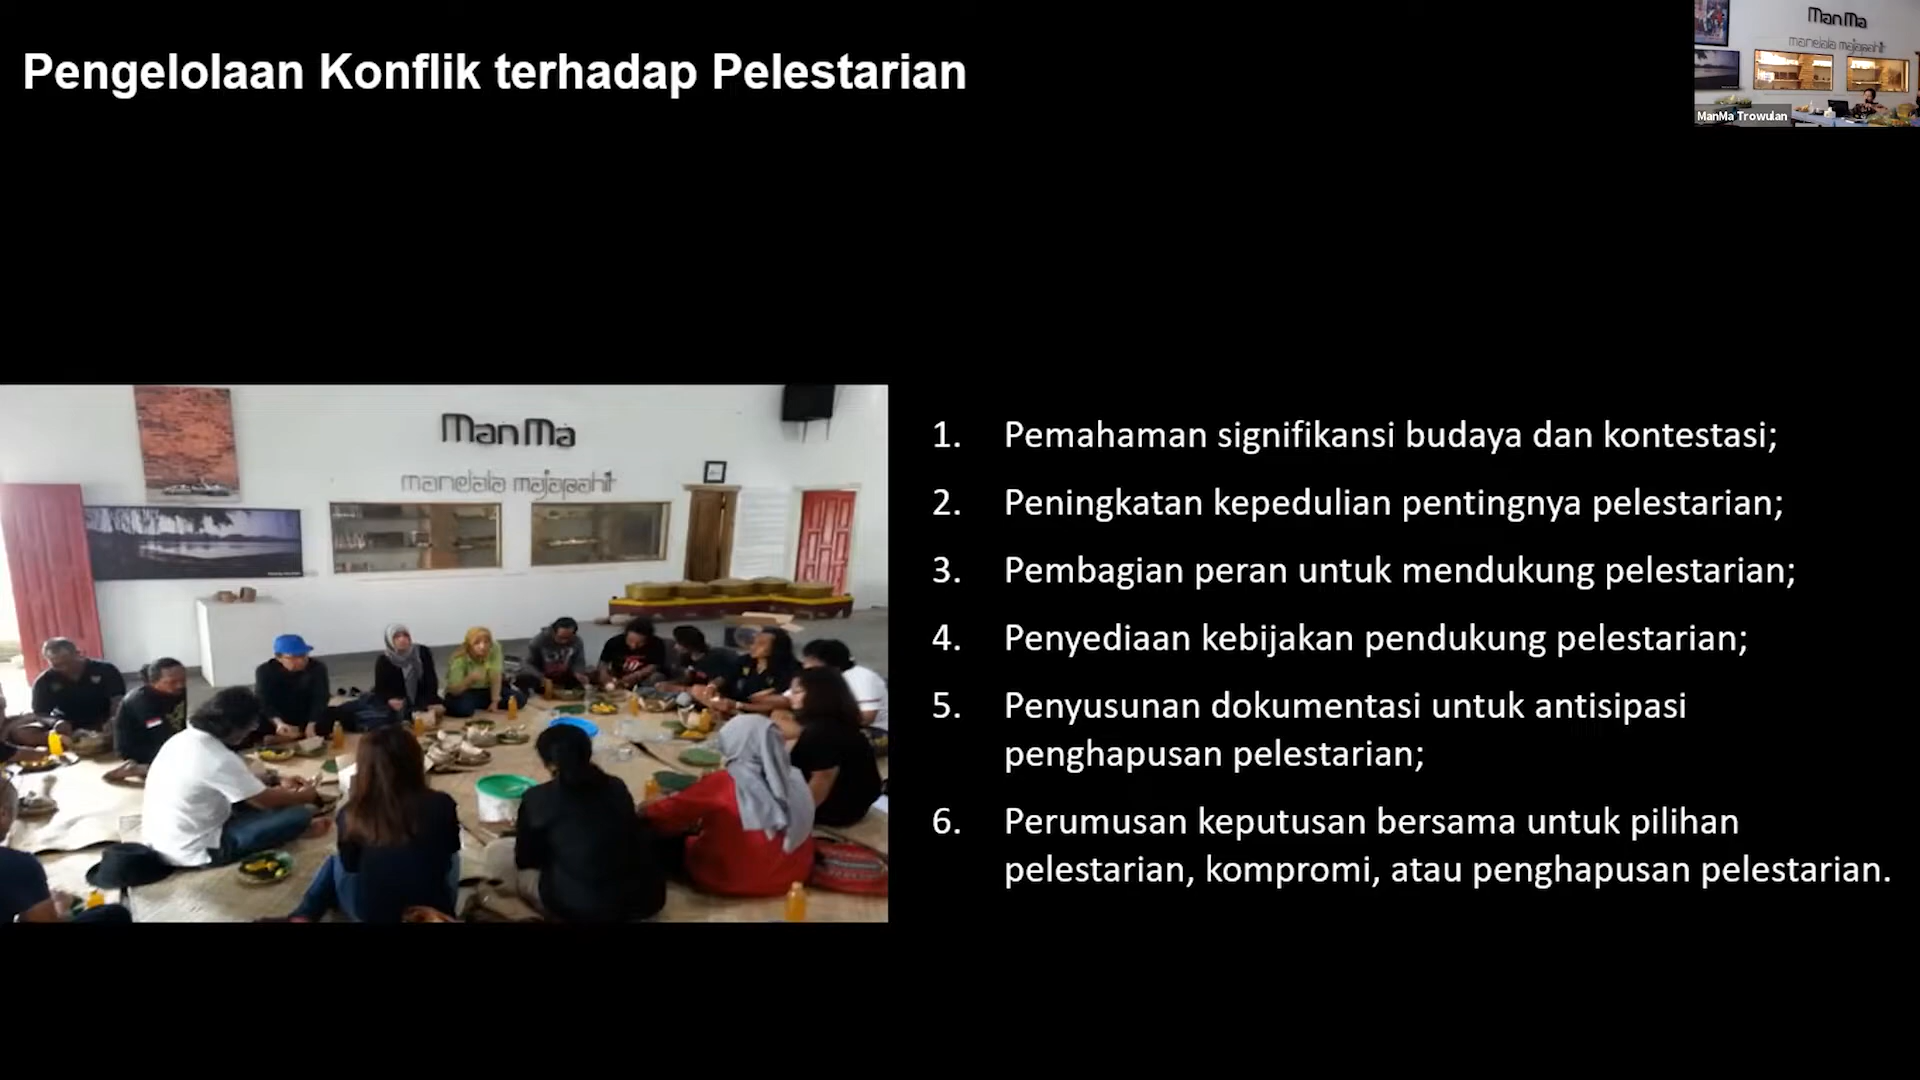 Pengelolaan Konflik terhadap Pelestarian
ManMa
manelala majapahit
ManMa Trowulan
ManMa
manelala majapahit
1. Pemahaman signifikansi budaya dan kontestasi;
2. Peningkatan kepedulian pentingnya pelestarian;
3. Pembagian peran untuk mendukung pelestarian;
4. Penyediaan kebijakan pendukung pelestarian;
5. Penyusunan dokumentasi untuk antisipasi
penghapusan pelestarian;
6. Perumusan keputusan bersama untuk pilihan
pelestarian, kompromi, atau penghapusan pelestarian.